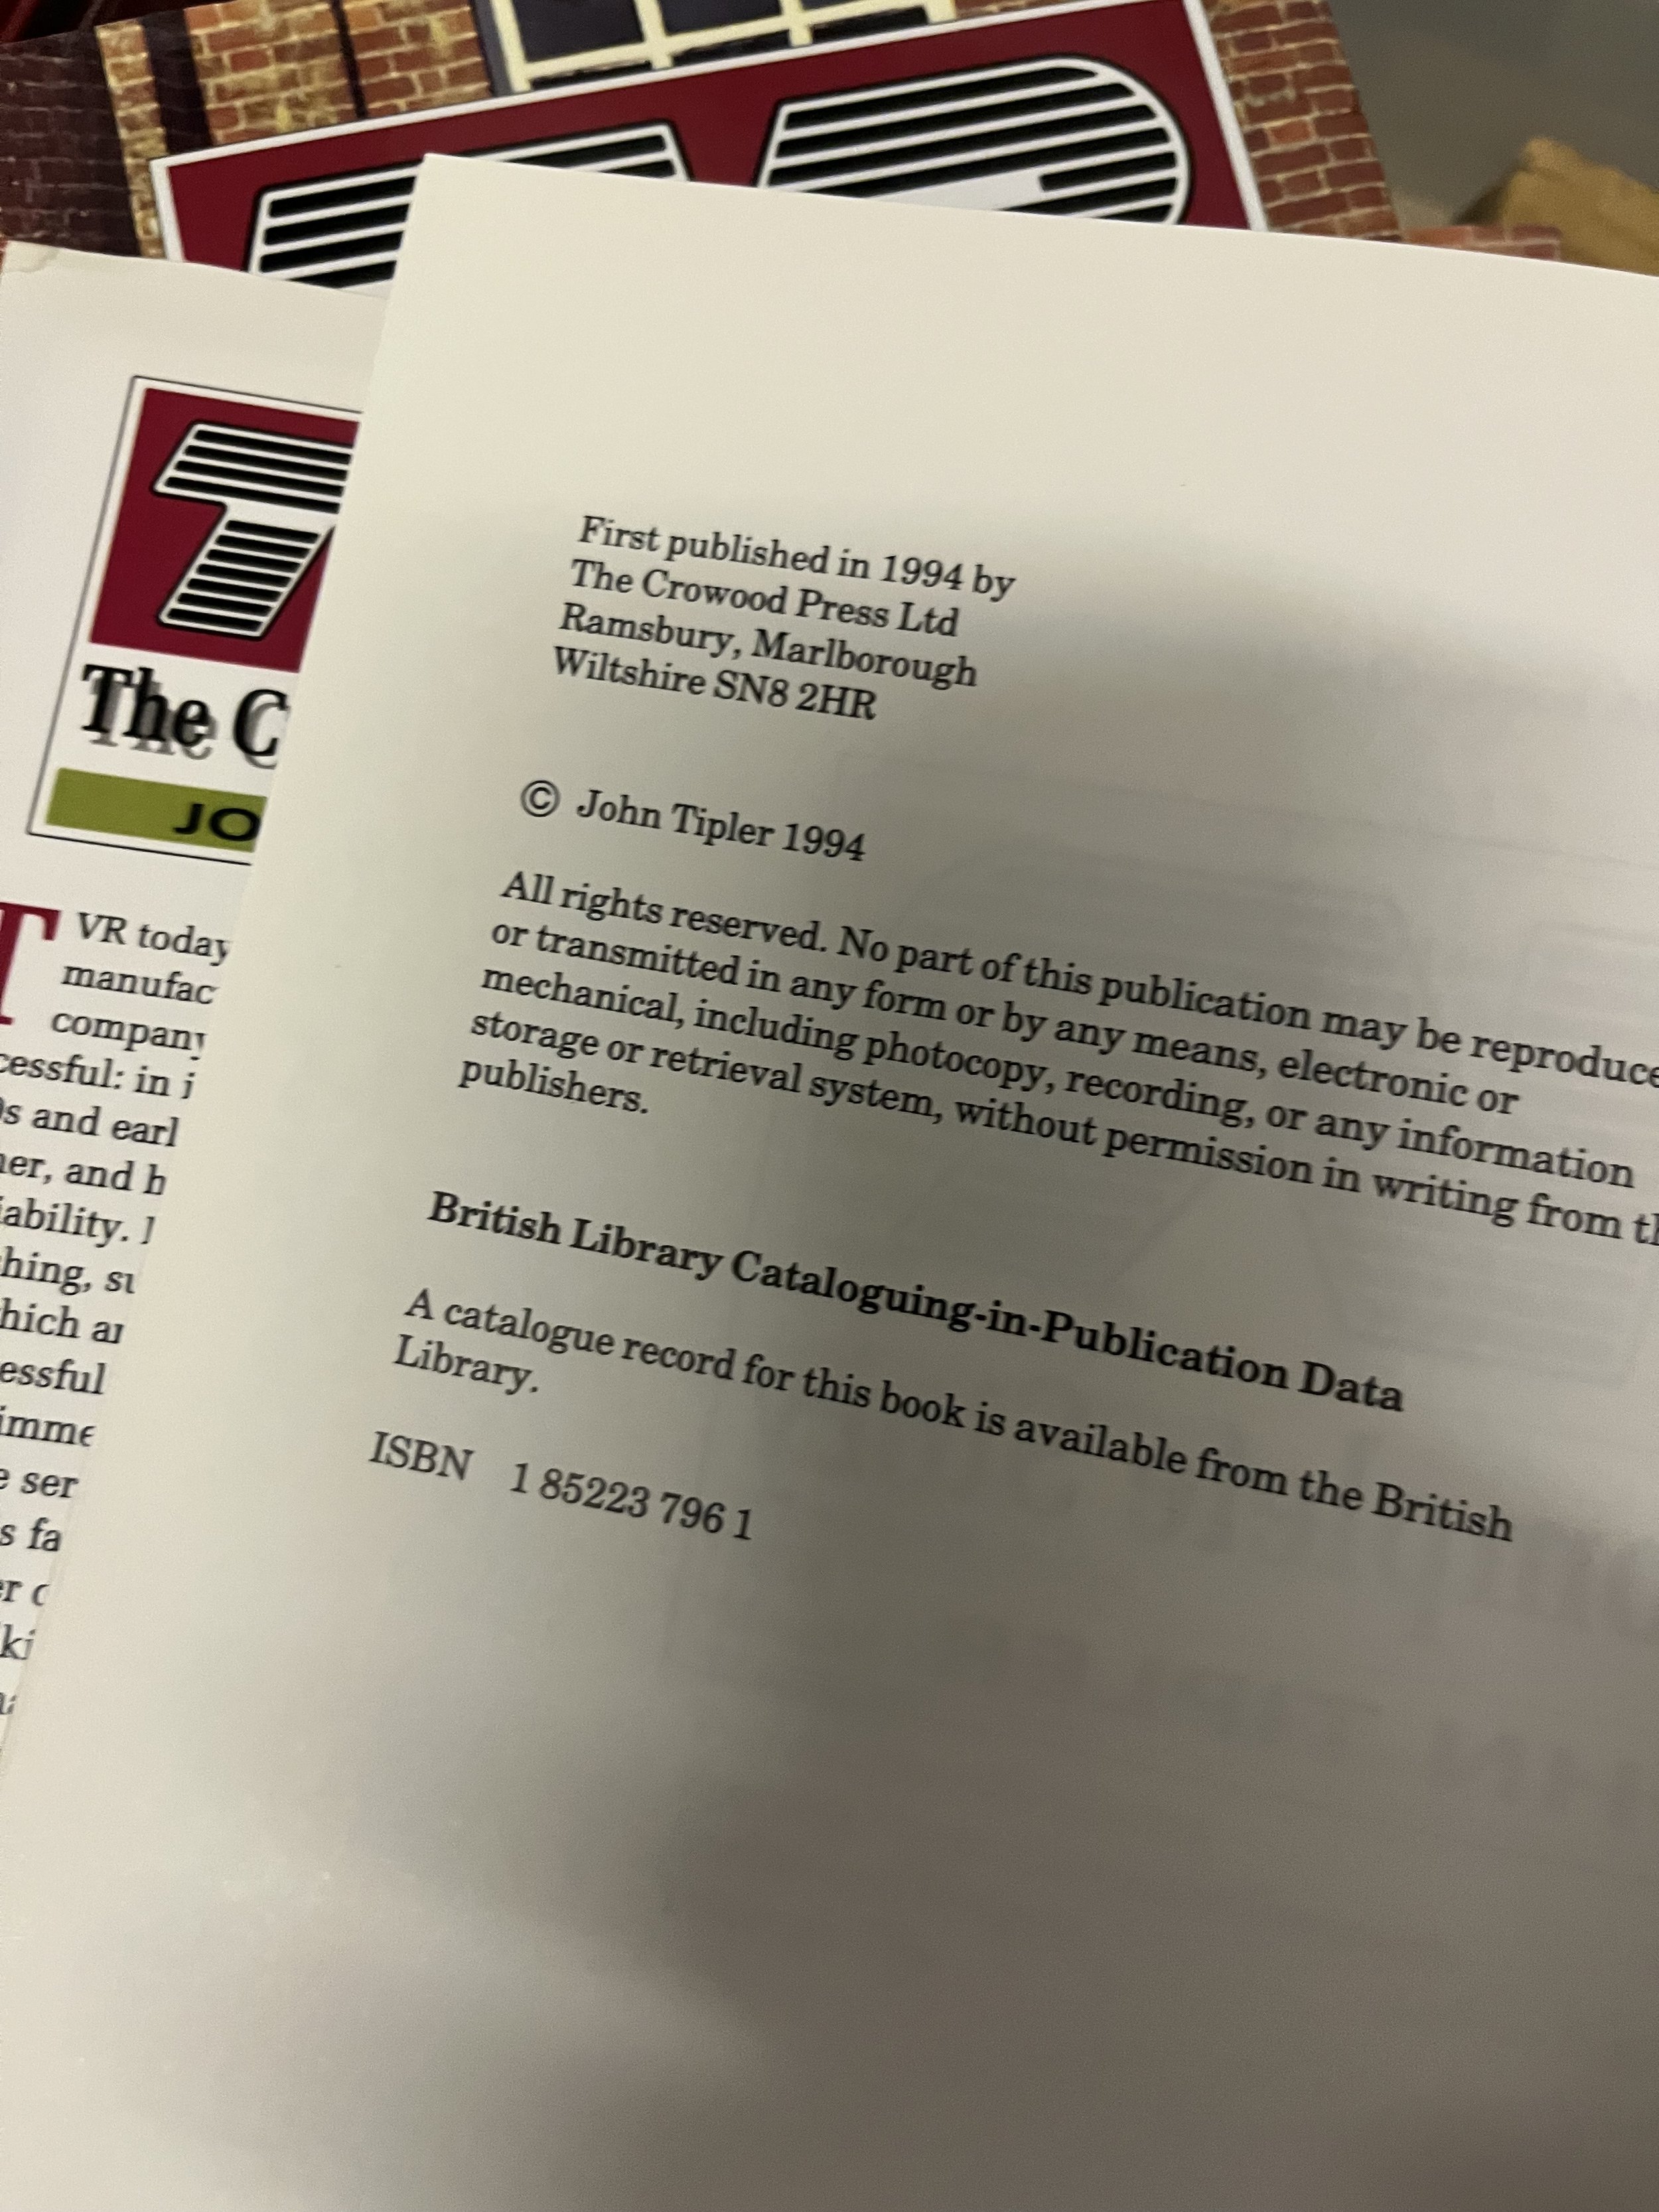 The C
JO
T
VR today
manufac
company
cessful: in j
0s and earl
ner, and h
iability. I
hing, su
hich ar
essful
imme
e ser
s fa
er c
ki
First published in 1994 by
The Crowood Press Ltd
Ramsbury, Marlborough
Wiltshire SN8 2HR
© John Tipler 1994
All rights reserved. No part of this publication may be reproduce
or transmitted in any form or by any means, electronic or
mechanical, including photocopy, recording, or any information
storage or retrieval system, without permission in writing from th
publishers.
British Library Cataloguing-in-Publication Data
A catalogue record for this book is available from the British
Library.
ISBN 1 85223 796 1